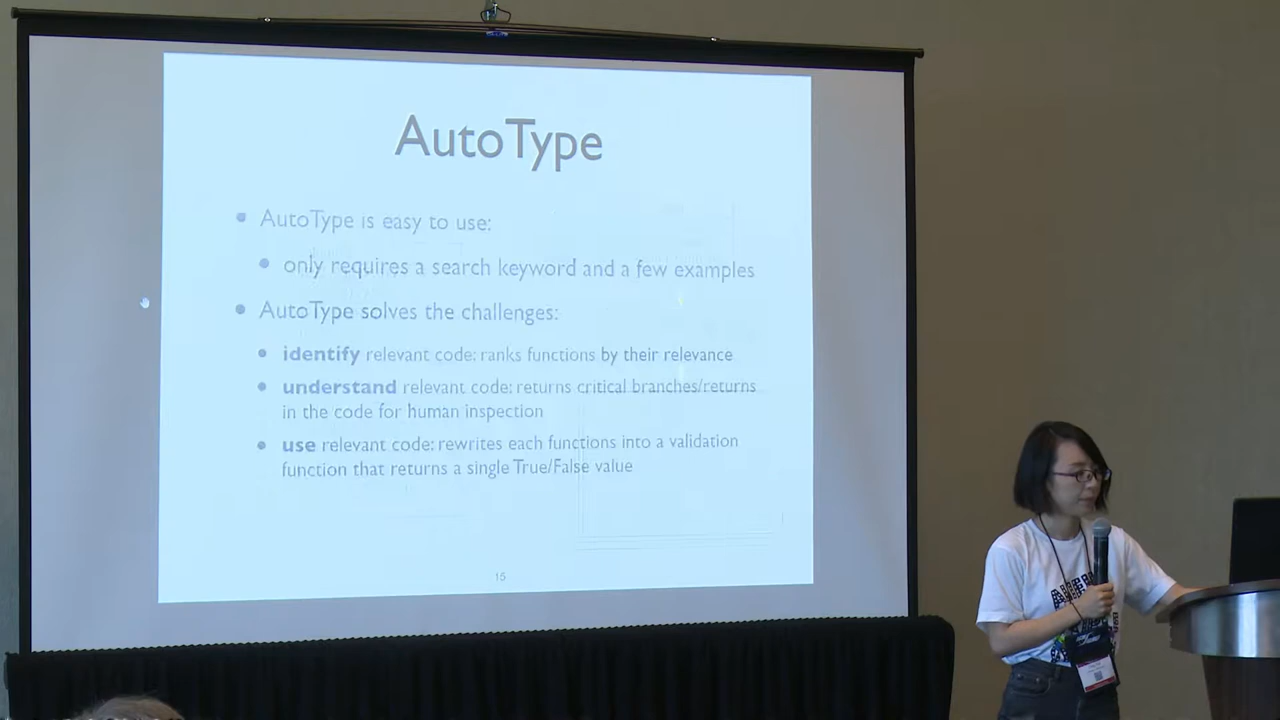 AutoType
AutoType is easy to use:
only requires a search keyword and a few examples
AutoType solves the challenges:
identify relevant code: ranks functions by their relevance
understand relevant code: returns critical branches/returns
in the code for human inspection
use relevant code: rewrites each functions into a validation
function that returns a single True/False value
15